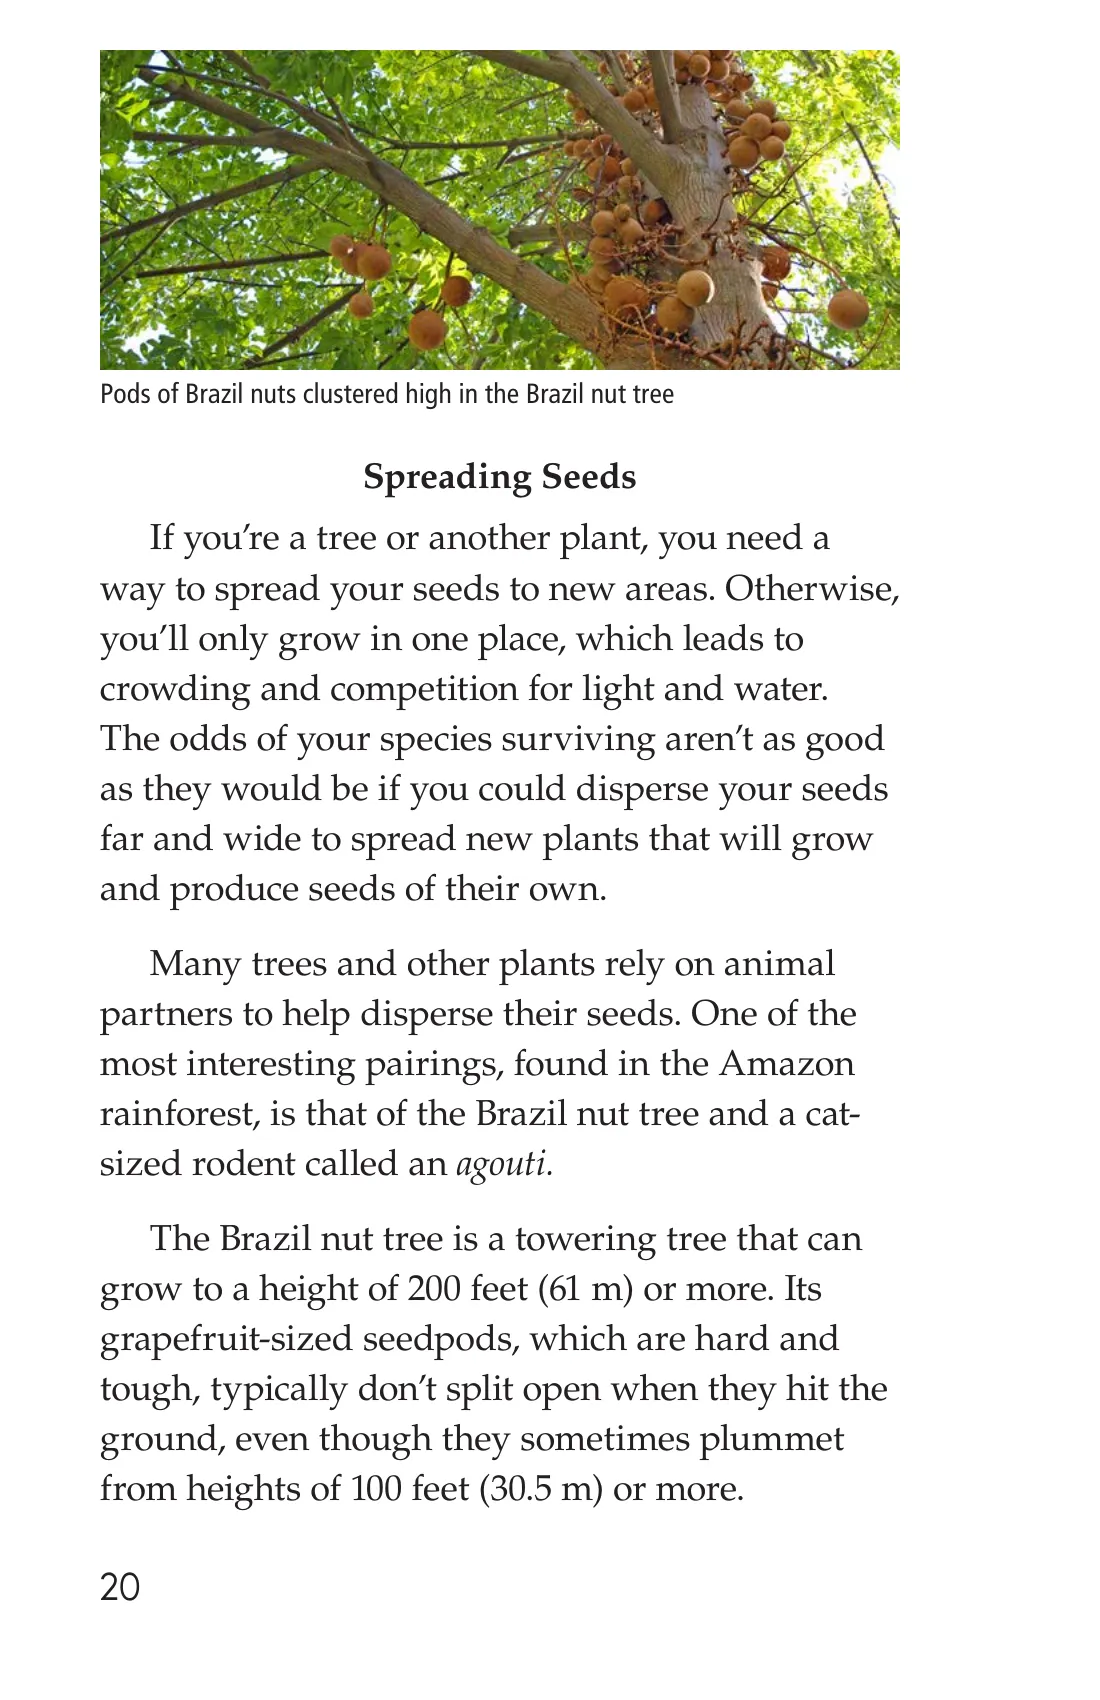 Pods of Brazil nuts clustered high in the Brazil nut tree
Spreading Seeds
If you’re a tree or another plant, you need a
way to spread your seeds to new areas. Otherwise,
you’ll only grow in one place, which leads to
crowding and competition for light and water.
The odds of your species surviving aren’t as good
as they would be if you could disperse your seeds
far and wide to spread new plants that will grow
and produce seeds of their own.
Many trees and other plants rely on animal
partners to help disperse their seeds. One of the
most interesting pairings, found in the Amazon
rainforest, is that of the Brazil nut tree and a cat-
sized rodent called an agouti.
The Brazil nut tree is a towering tree that can
grow to a height of 200 feet (61 m) or more. Its
grapefruit-sized seedpods, which are hard and
tough, typically don’t split open when they hit the
ground, even though they sometimes plummet
from heights of 100 feet (30.5 m) or more.
20